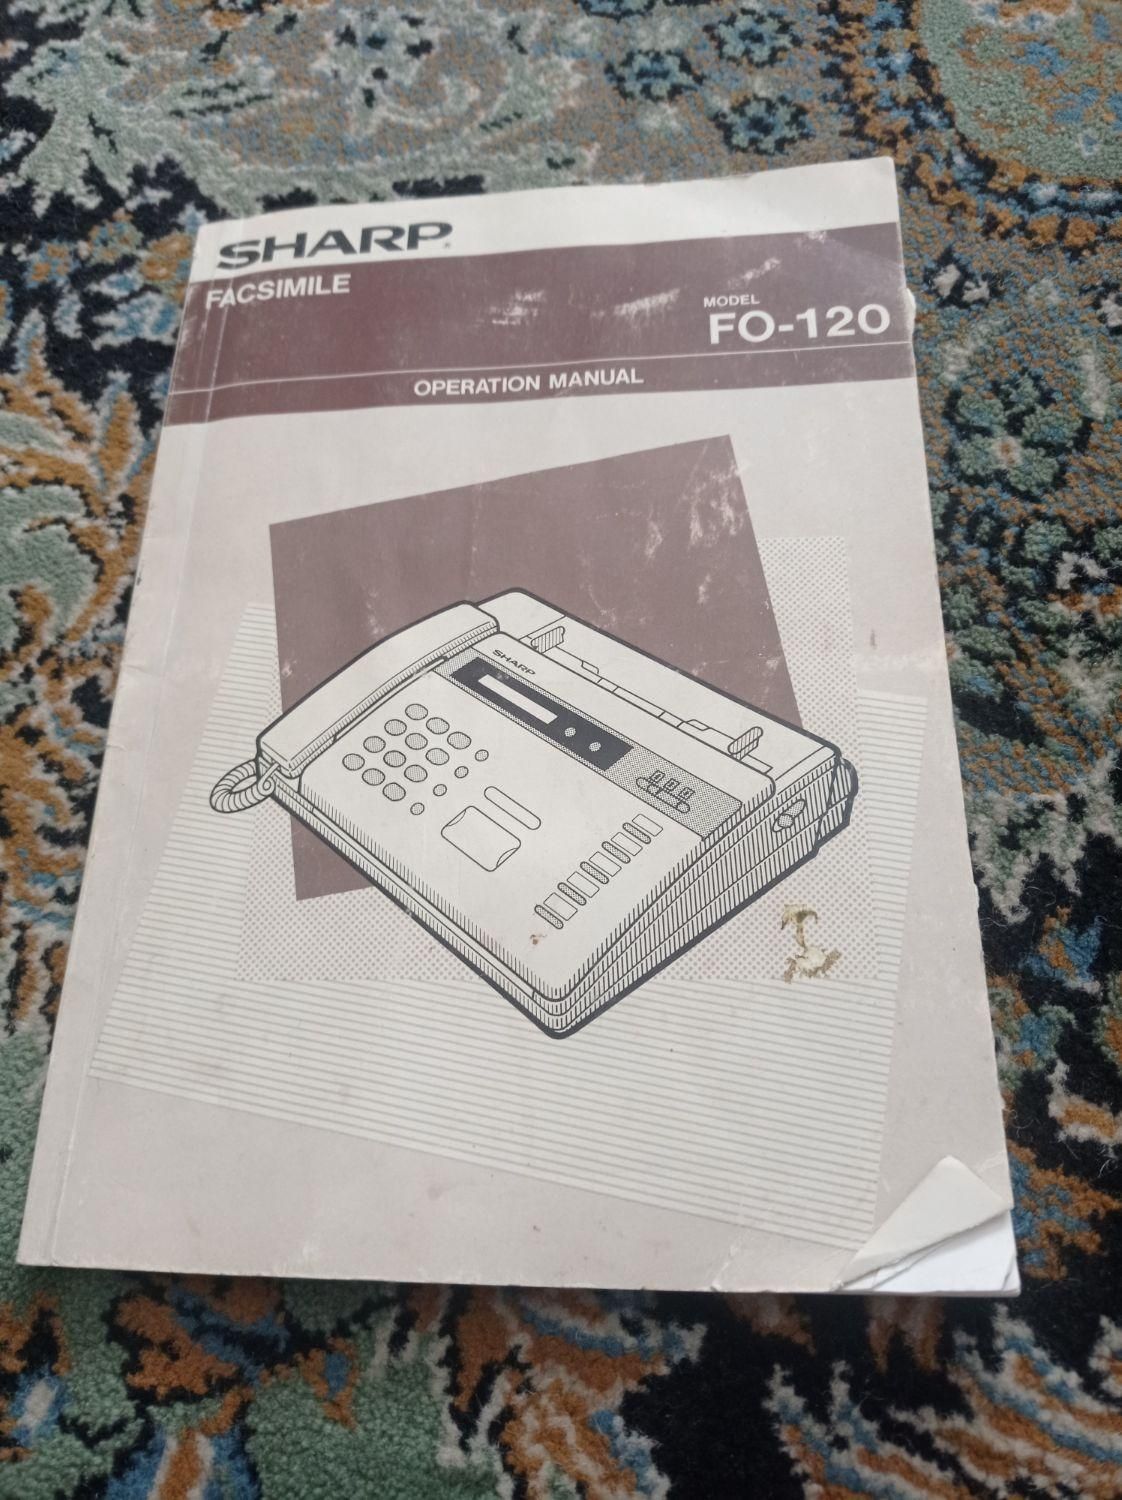 SHARP
FACSIMILE
MODEL
FO-120
OPERATION MANUAL
SHARP